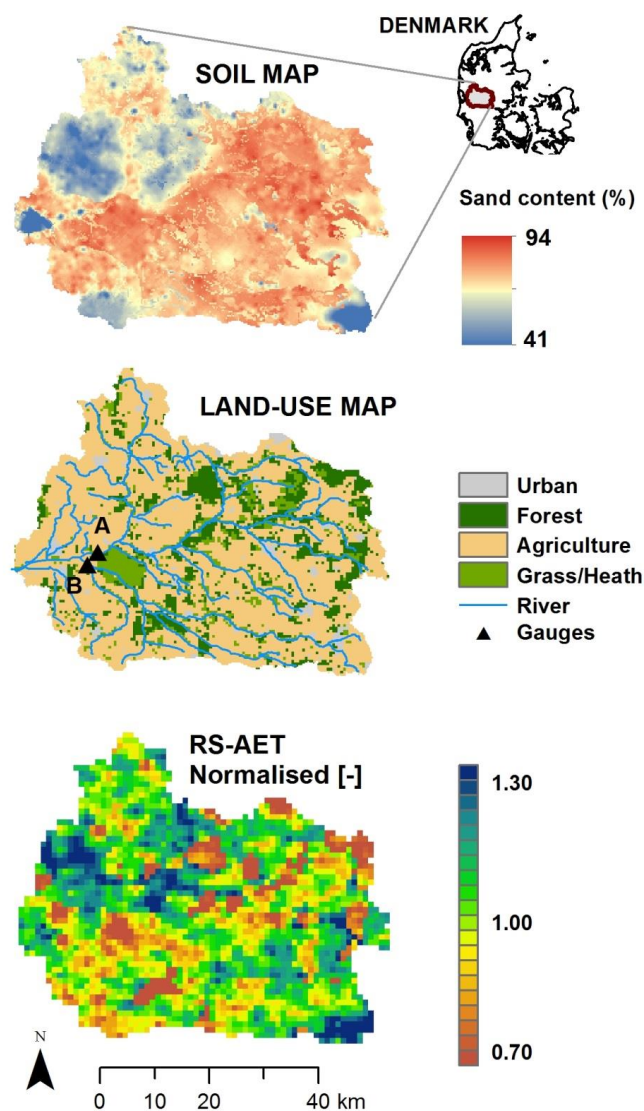 DENMARK
SOIL MAP
Sand content (%)
94
41
LAND-USE MAP
A
B
Urban
Forest
Agriculture
Grass/Heath
River
Gauges
RS-AET
Normalised [-]
1.30
1.00
0.70
N
0 10 20 40 km